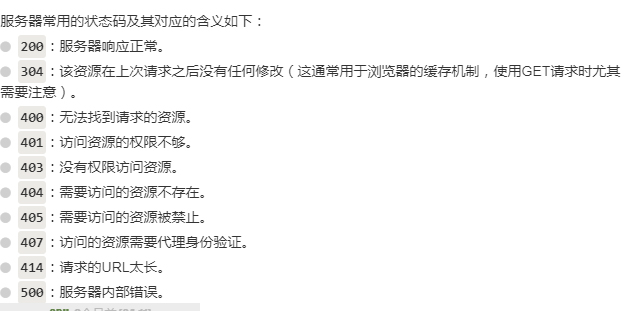 服务器常用的状态码及其对应的含义如下：
200：服务器响应正常。
304：该资源在上次请求之后没有任何修改（这通常用于浏览器的缓存机制，使用GET请求时尤其
需要注意）。
400：无法找到请求的资源。
401：访问资源的权限不够。
403：没有权限访问资源。
404：需要访问的资源不存在。
405：需要访问的资源被禁止。
407：访问的资源需要代理身份验证。
414：请求的URL太长。
500：服务器内部错误。